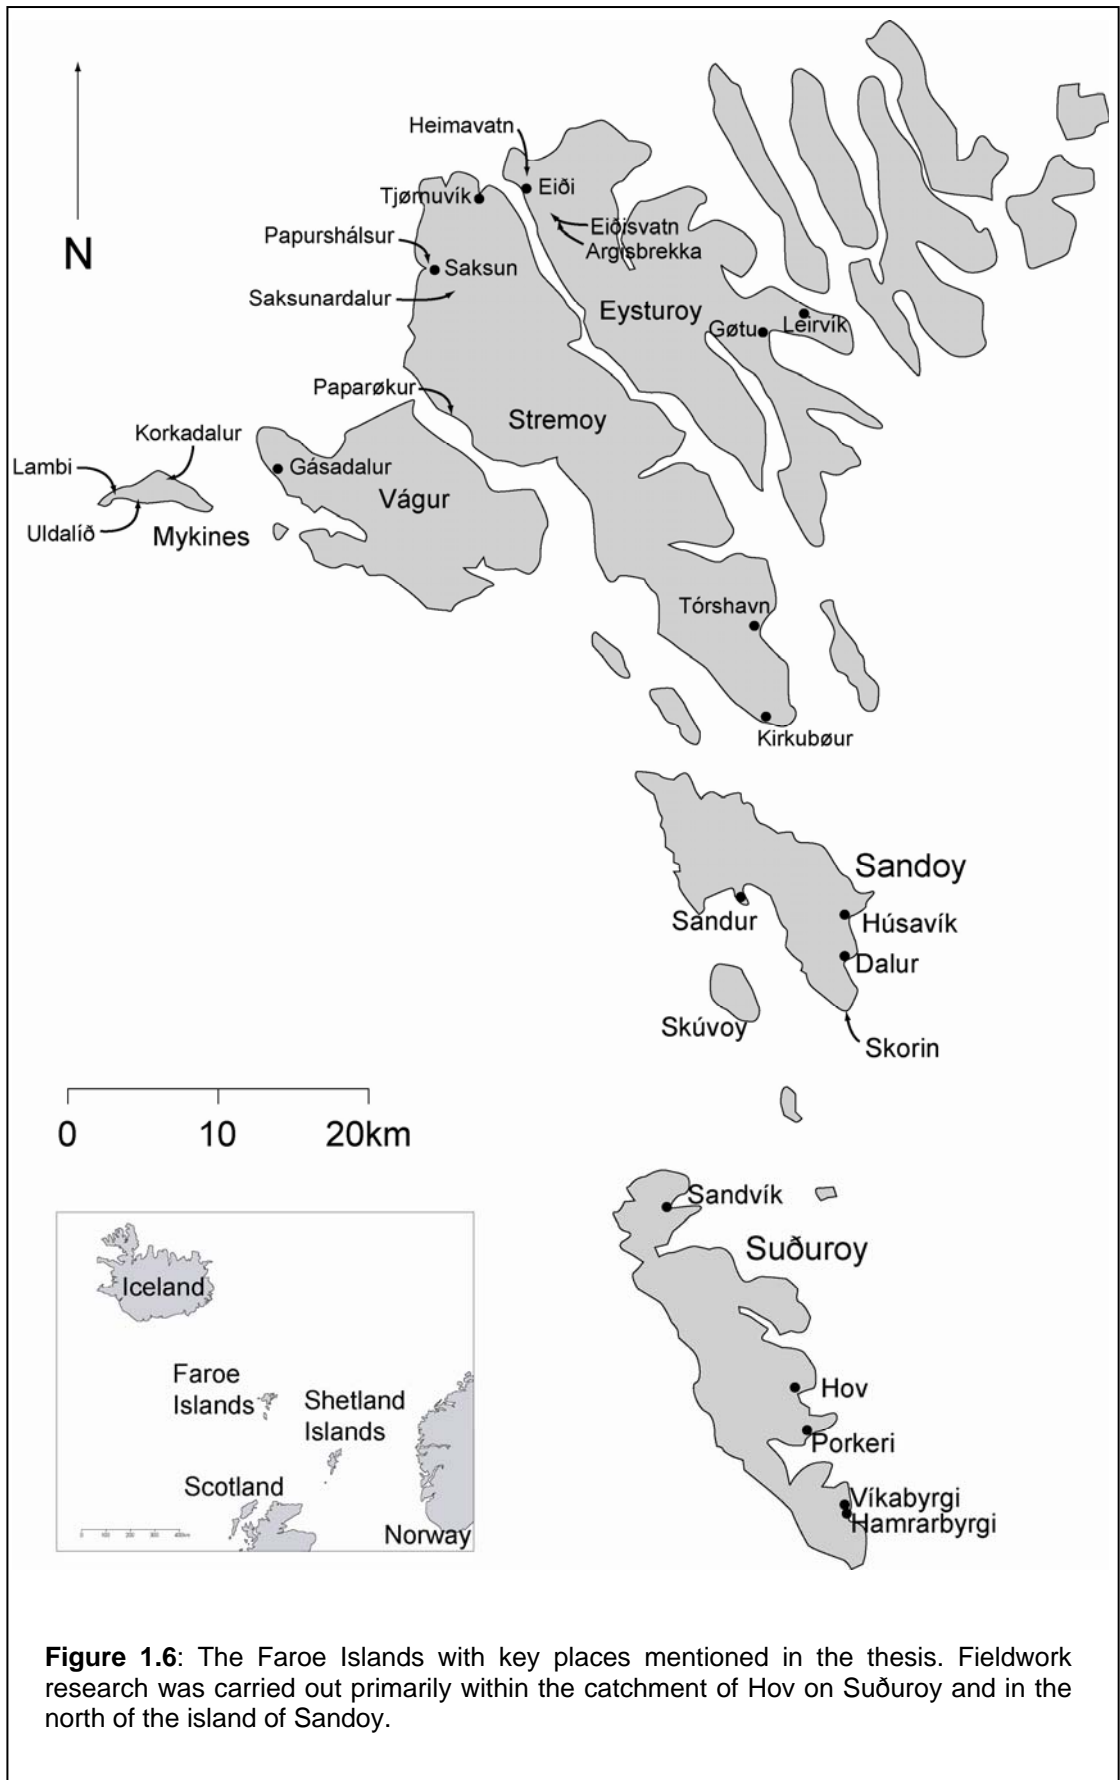 Heimavatn
Eiði
Tjørnuvík
Eiðisvatn
Argisbrekka
Papurshálsur
N
Saksun
Saksunardalur
Eysturoy
Gøtu
Leirvík
Paparøkur
Stremoy
Korkadalur
Lambi
Gásadalur
Vágur
Uldalíð
Mykines
Tórshavn
Kirkubøur
Sandoy
Sandur
Húsavík
Dalur
Skúvoy
Skorin
0 10 20km
Sandvík
Suðuroy
Iceland
Faroe
Islands
Shetland
Islands
Scotland
Norway
Hov
Porkeri
Víkabyrgi
Hamrarbyrgi
Figure 1.6: The Faroe Islands with key places mentioned in the thesis. Fieldwork
research was carried out primarily within the catchment of Hov on Suðuroy and in the
north of the island of Sandoy.